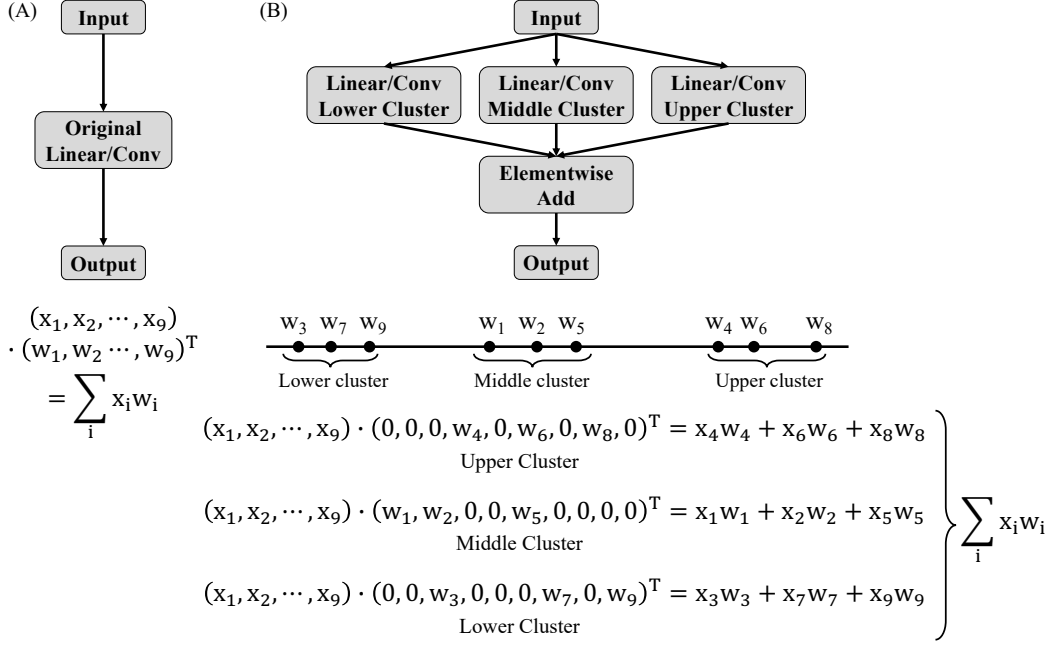 (A)
Input
Original
Linear/Conv
Output
(x₁, x₂, ⋯, x₉)
· (w₁, w₂ ⋯, w₉)ᵀ
= ∑ᵢ xᵢwᵢ
(B)
Input
Linear/Conv
Lower Cluster
Linear/Conv
Middle Cluster
Linear/Conv
Upper Cluster
Elementwise
Add
Output
w₃ w₇ w₉ w₁ w₂ w₅ w₄ w₆ w₈
Lower cluster Middle cluster Upper cluster
(x₁, x₂, ⋯, x₉) · (0, 0, 0, w₄, 0, w₆, 0, w₈, 0)ᵀ = x₄w₄ + x₆w₆ + x₈w₈
Upper Cluster
(x₁, x₂, ⋯, x₉) · (w₁, w₂, 0, 0, w₅, 0, 0, 0, 0)ᵀ = x₁w₁ + x₂w₂ + x₅w₅
Middle Cluster
(x₁, x₂, ⋯, x₉) · (0, 0, w₃, 0, 0, 0, w₇, 0, w₉)ᵀ = x₃w₃ + x₇w₇ + x₉w₉
Lower Cluster
∑ᵢ xᵢwᵢ